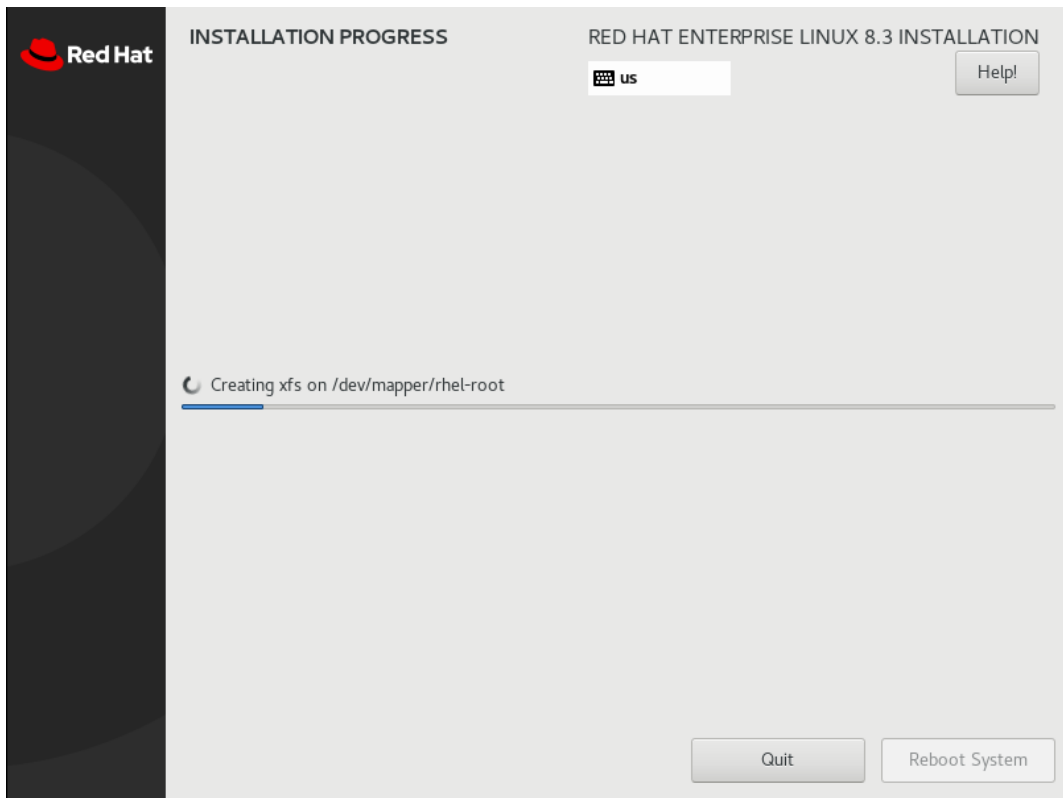 Red Hat
INSTALLATION PROGRESS
RED HAT ENTERPRISE LINUX 8.3 INSTALLATION
us
Help!
Creating xfs on /dev/mapper/rhel-root
Quit
Reboot System